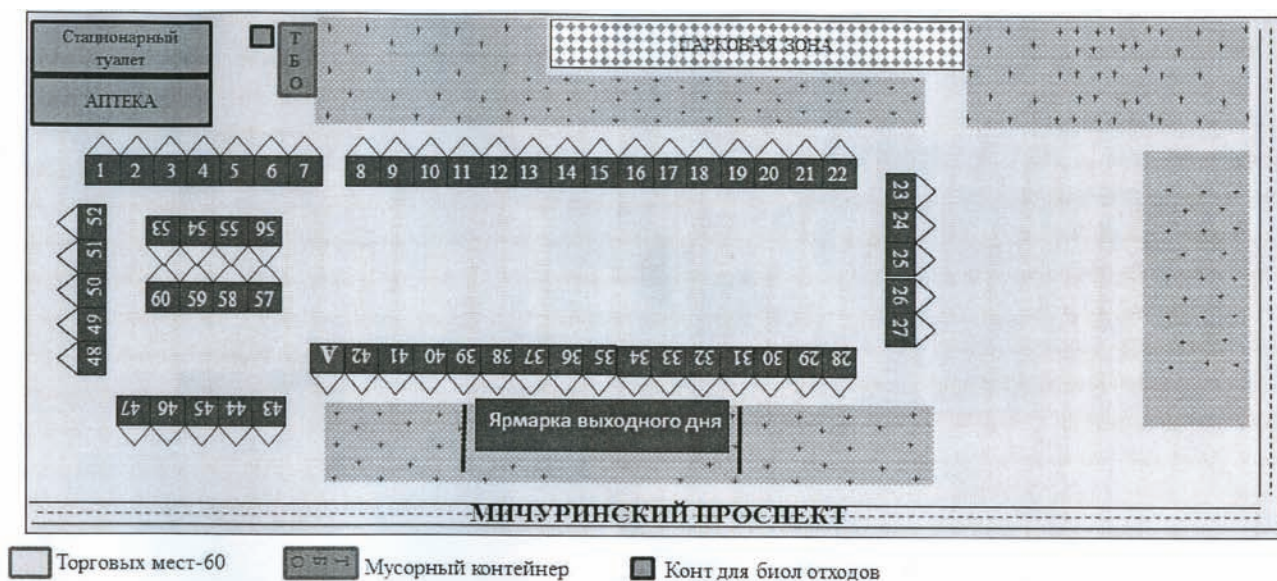 Стационарный
туалет
АПТЕКА
Т
Б
О
ПАРКОВАЯ ЗОНА
1 2 3 4 5 6 7 8 9 10 11 12 13 14 15 16 17 18 19 20 21 22
23
24
25
26
27
52
51
50
49
48
53 54 55 56
60 59 58 57
А 42 41 40 39 38 37 36 35 34 33 32 31 30 29 28
47 46 45 44 43
Ярмарка выходного дня
МИЧУРИНСКИЙ ПРОСПЕКТ
Торговых мест-60
ТБО
Мусорный контейнер
Конт для биол отходов